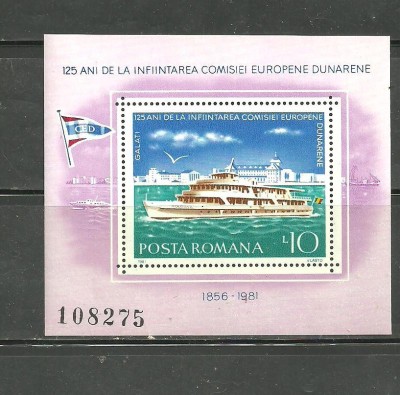 125 ANI DE LA INFIINTAREA COMISIEI EUROPENE DUNARENE
CED
125 ANI DE LA INFIINTAREA COMISIEI EUROPENE
DUNARENE
GALATI
POSTA ROMANA L10
1981
1856 · 1981
108275